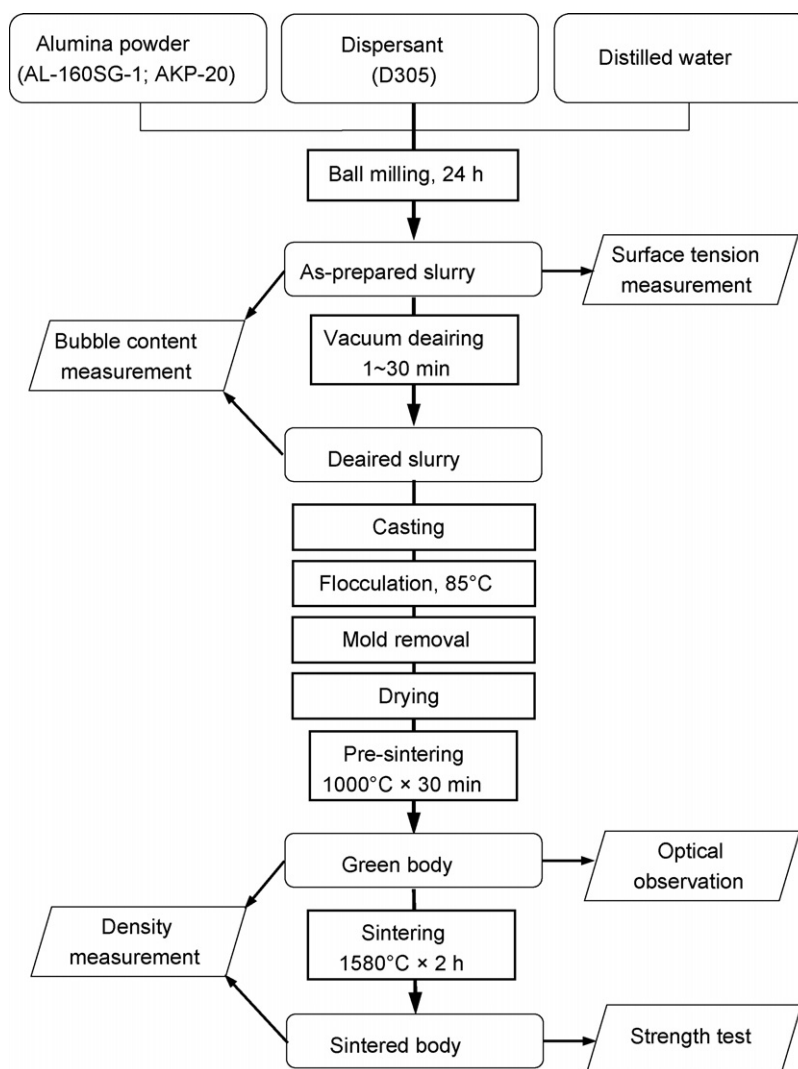 Alumina powder
(AL-160SG-1; AKP-20)
Dispersant
(D305)
Distilled water
Ball milling, 24 h
As-prepared slurry
Surface tension
measurement
Bubble content
measurement
Vacuum deairing
1~30 min
Deaired slurry
Casting
Flocculation, 85°C
Mold removal
Drying
Pre-sintering
1000°C × 30 min
Green body
Optical
observation
Density
measurement
Sintering
1580°C × 2 h
Sintered body
Strength test